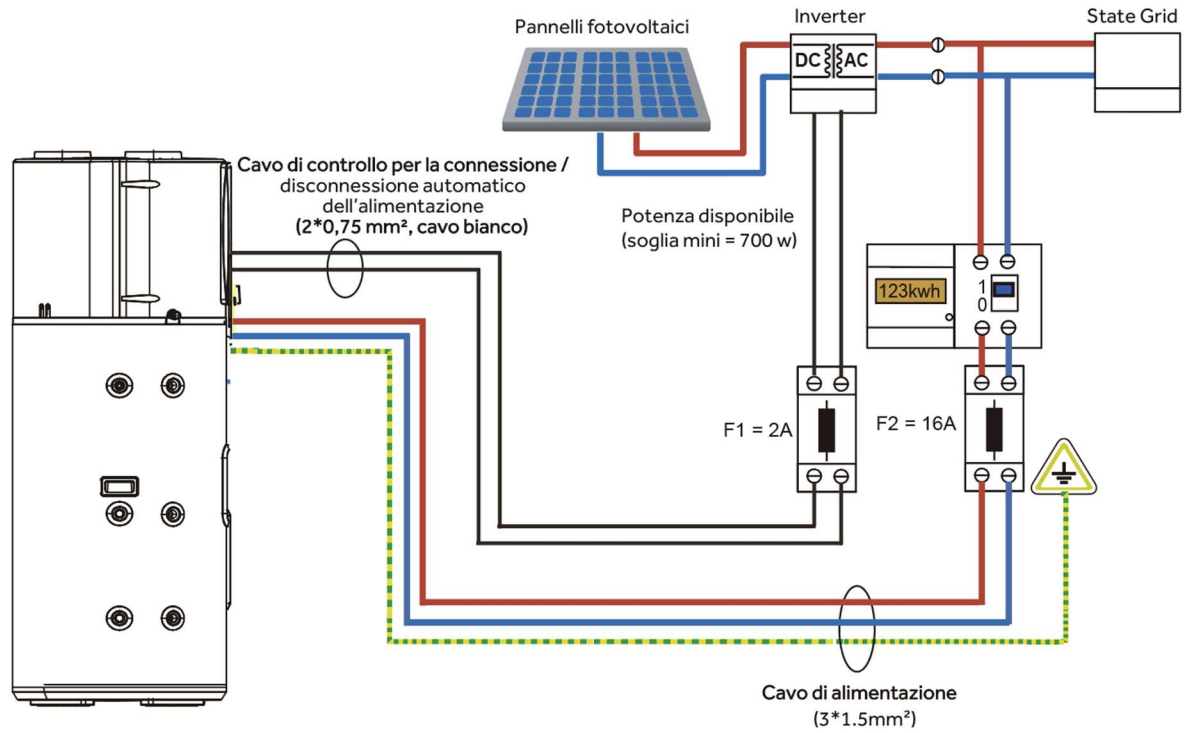 Inverter
State Grid
Pannelli fotovoltaici
DC
AC
Cavo di controllo per la connessione /
disconnessione automatico
dell'alimentazione
(2*0,75 mm², cavo bianco)
Potenza disponibile
(soglia mini = 700 w)
123kwh
1
0
F1 = 2A
F2 = 16A
Cavo di alimentazione
(3*1.5mm²)